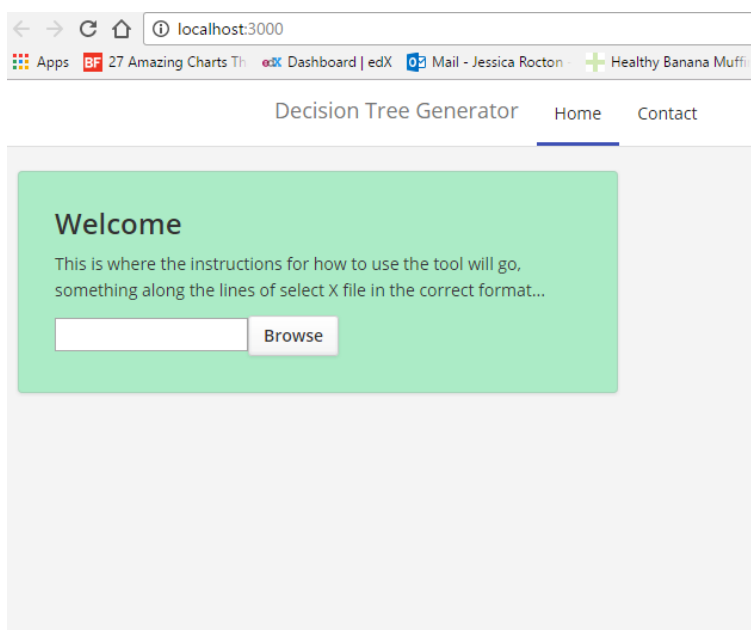 localhost:3000
Apps BF 27 Amazing Charts Th edX Dashboard | edX Mail - Jessica Rocton Healthy Banana Muffi
Decision Tree Generator Home Contact
Welcome
This is where the instructions for how to use the tool will go,
something along the lines of select X file in the correct format...
Browse